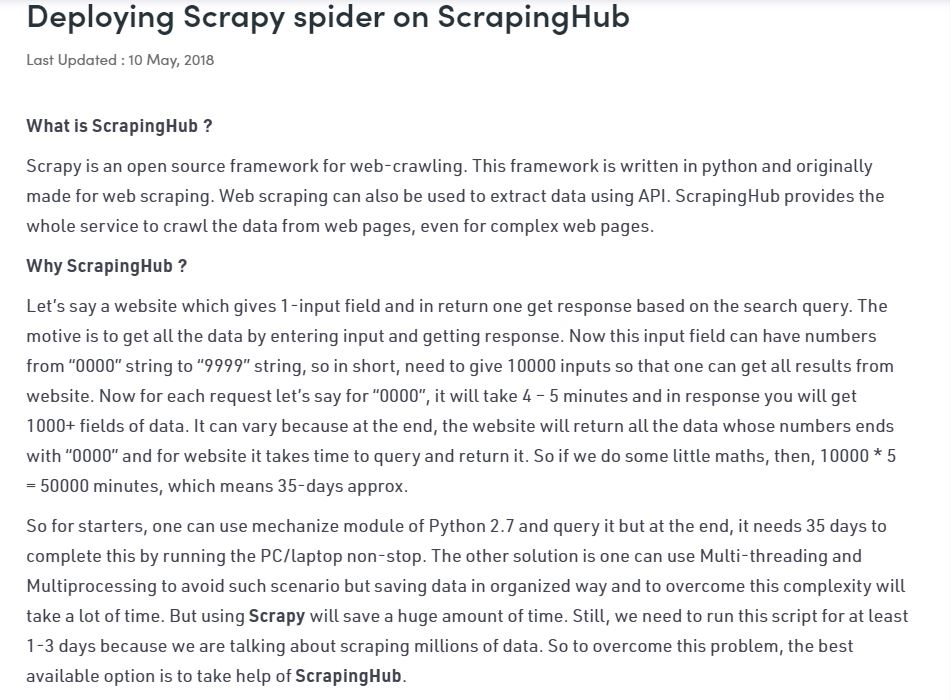 Deploying Scrapy spider on ScrapingHub
Last Updated : 10 May, 2018
What is ScrapingHub ?
Scrapy is an open source framework for web-crawling. This framework is written in python and originally
made for web scraping. Web scraping can also be used to extract data using API. ScrapingHub provides the
whole service to crawl the data from web pages, even for complex web pages.
Why ScrapingHub ?
Let’s say a website which gives 1-input field and in return one get response based on the search query. The
motive is to get all the data by entering input and getting response. Now this input field can have numbers
from “0000” string to “9999” string, so in short, need to give 10000 inputs so that one can get all results from
website. Now for each request let’s say for “0000”, it will take 4 – 5 minutes and in response you will get
1000+ fields of data. It can vary because at the end, the website will return all the data whose numbers ends
with “0000” and for website it takes time to query and return it. So if we do some little maths, then, 10000 * 5
= 50000 minutes, which means 35-days approx.
So for starters, one can use mechanize module of Python 2.7 and query it but at the end, it needs 35 days to
complete this by running the PC/laptop non-stop. The other solution is one can use Multi-threading and
Multiprocessing to avoid such scenario but saving data in organized way and to overcome this complexity will
take a lot of time. But using Scrapy will save a huge amount of time. Still, we need to run this script for at least
1-3 days because we are talking about scraping millions of data. So to overcome this problem, the best
available option is to take help of ScrapingHub.